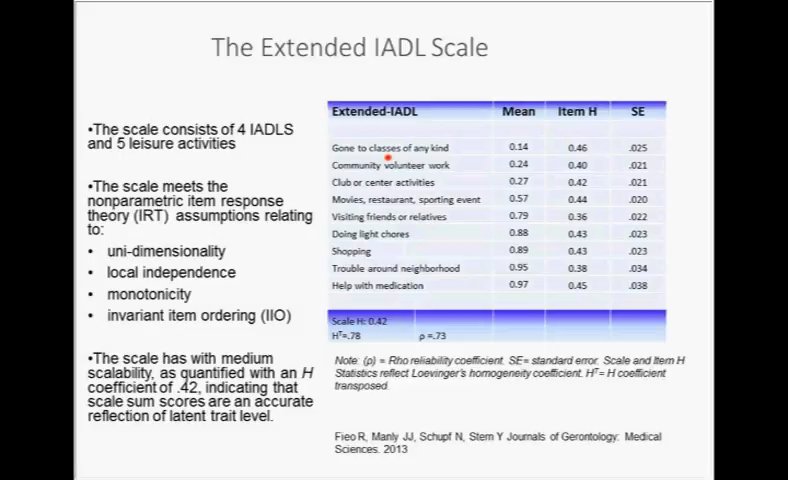 The Extended IADL Scale
•The scale consists of 4 IADLS
and 5 leisure activities
•The scale meets the
nonparametric item response
theory (IRT) assumptions relating
to:
• uni-dimensionality
• local independence
• monotonicity
• invariant item ordering (IIO)
•The scale has with medium
scalability, as quantified with an H
coefficient of .42, indicating that
scale sum scores are an accurate
reflection of latent trait level.
Extended-IADL Mean Item H SE
Gone to classes of any kind 0.14 0.46 .025
Community volunteer work 0.24 0.40 .021
Club or center activities 0.27 0.42 .021
Movies, restaurant, sporting event 0.57 0.44 .020
Visiting friends or relatives 0.79 0.36 .022
Doing light chores 0.88 0.43 .023
Shopping 0.89 0.43 .023
Trouble around neighborhood 0.95 0.38 .034
Help with medication 0.97 0.45 .038
Scale H: 0.42
Hᵀ=.78 ρ =.73
Note: (ρ) = Rho reliability coefficient. SE= standard error. Scale and Item H
Statistics reflect Loevinger's homogeneity coefficient. Hᵀ= H coefficient
transposed.
Fieo R, Manly JJ, Schupf N, Stern Y Journals of Gerontology: Medical
Sciences. 2013